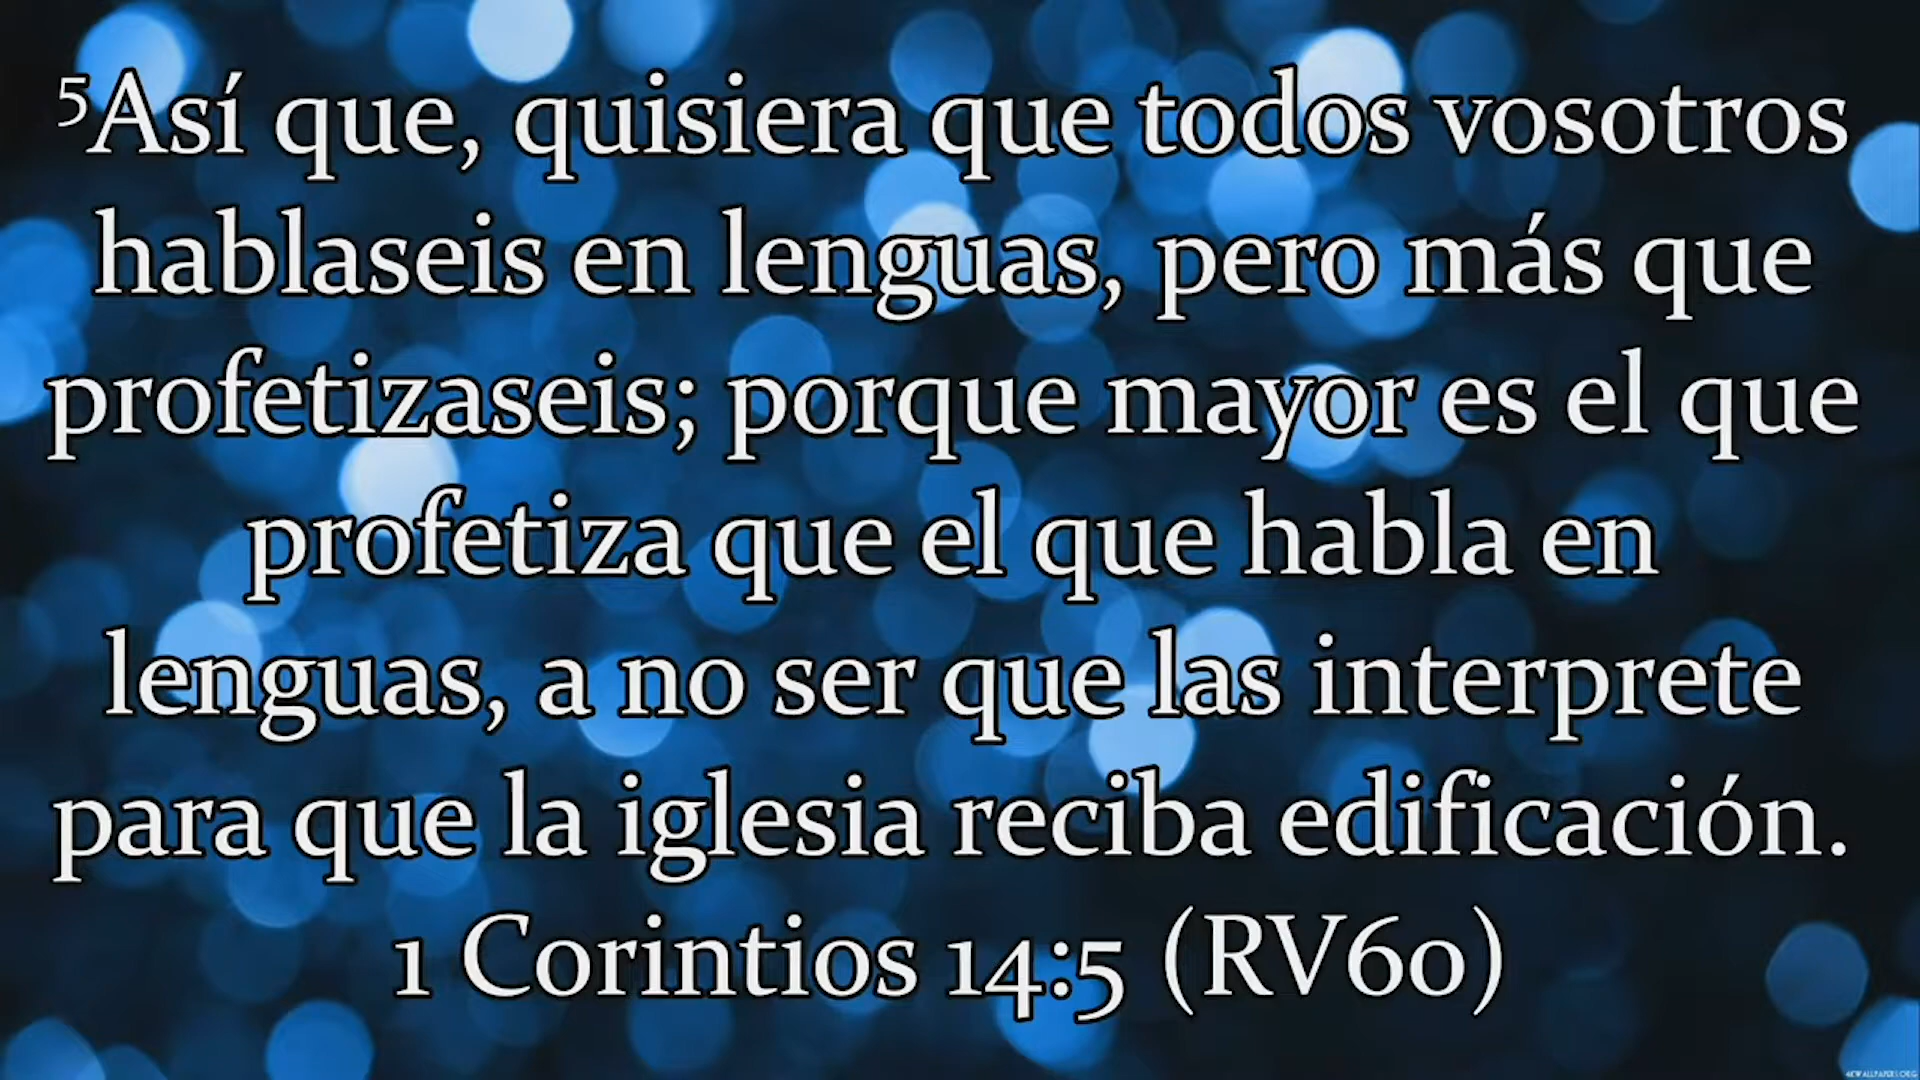 ⁵Así que, quisiera que todos vosotros
hablaseis en lenguas, pero más que
profetizaseis; porque mayor es el que
profetiza que el que habla en
lenguas, a no ser que las interprete
para que la iglesia reciba edificación.
1 Corintios 14:5 (RV60)
4KWALLPAPERS.ORG